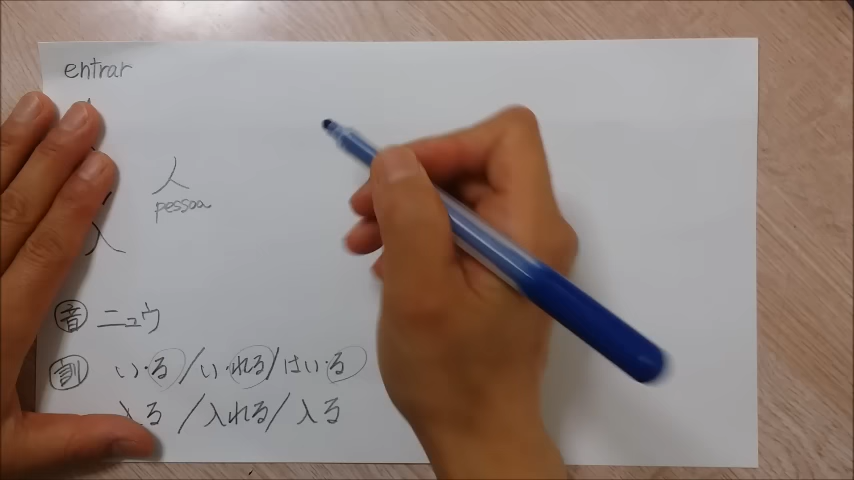 entrar
人
pessoa
入
音 ニュウ
訓 い・る/い・れる/はい・る
入る/入れる/入る